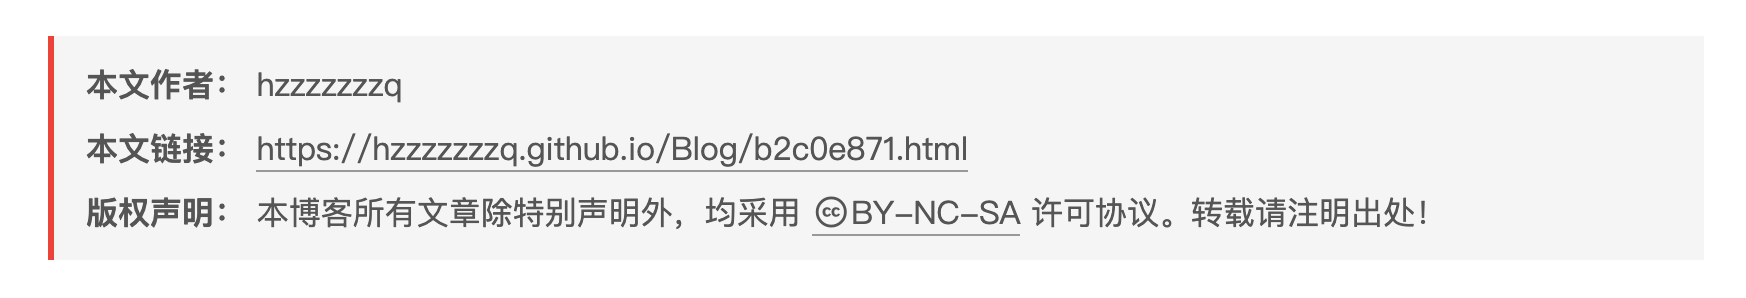 本文作者： hzzzzzzzq
本文链接： https://hzzzzzzzq.github.io/Blog/b2c0e871.html
版权声明： 本博客所有文章除特别声明外，均采用 🅭BY-NC-SA 许可协议。转载请注明出处！